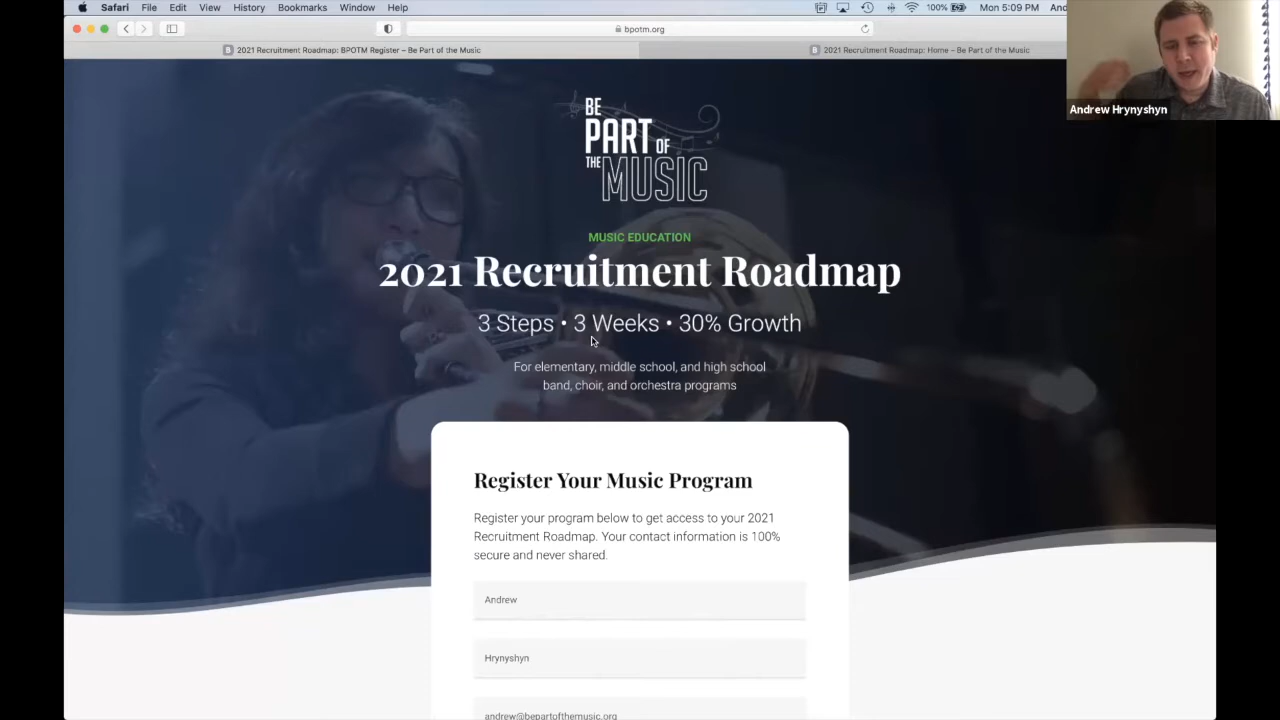 Safari File Edit View History Bookmarks Window Help
100% Mon 5:09 PM
bpotm.org
2021 Recruitment Roadmap: BPOTM Register – Be Part of the Music
2021 Recruitment Roadmap: Home – Be Part of the Music
Andrew Hrynyshyn
BE
PART OF
THE MUSIC
MUSIC EDUCATION
2021 Recruitment Roadmap
3 Steps • 3 Weeks • 30% Growth
For elementary, middle school, and high school
band, choir, and orchestra programs
Register Your Music Program
Register your program below to get access to your 2021
Recruitment Roadmap. Your contact information is 100%
secure and never shared.
Andrew
Hrynyshyn
andrew@bepartofthemusic.org